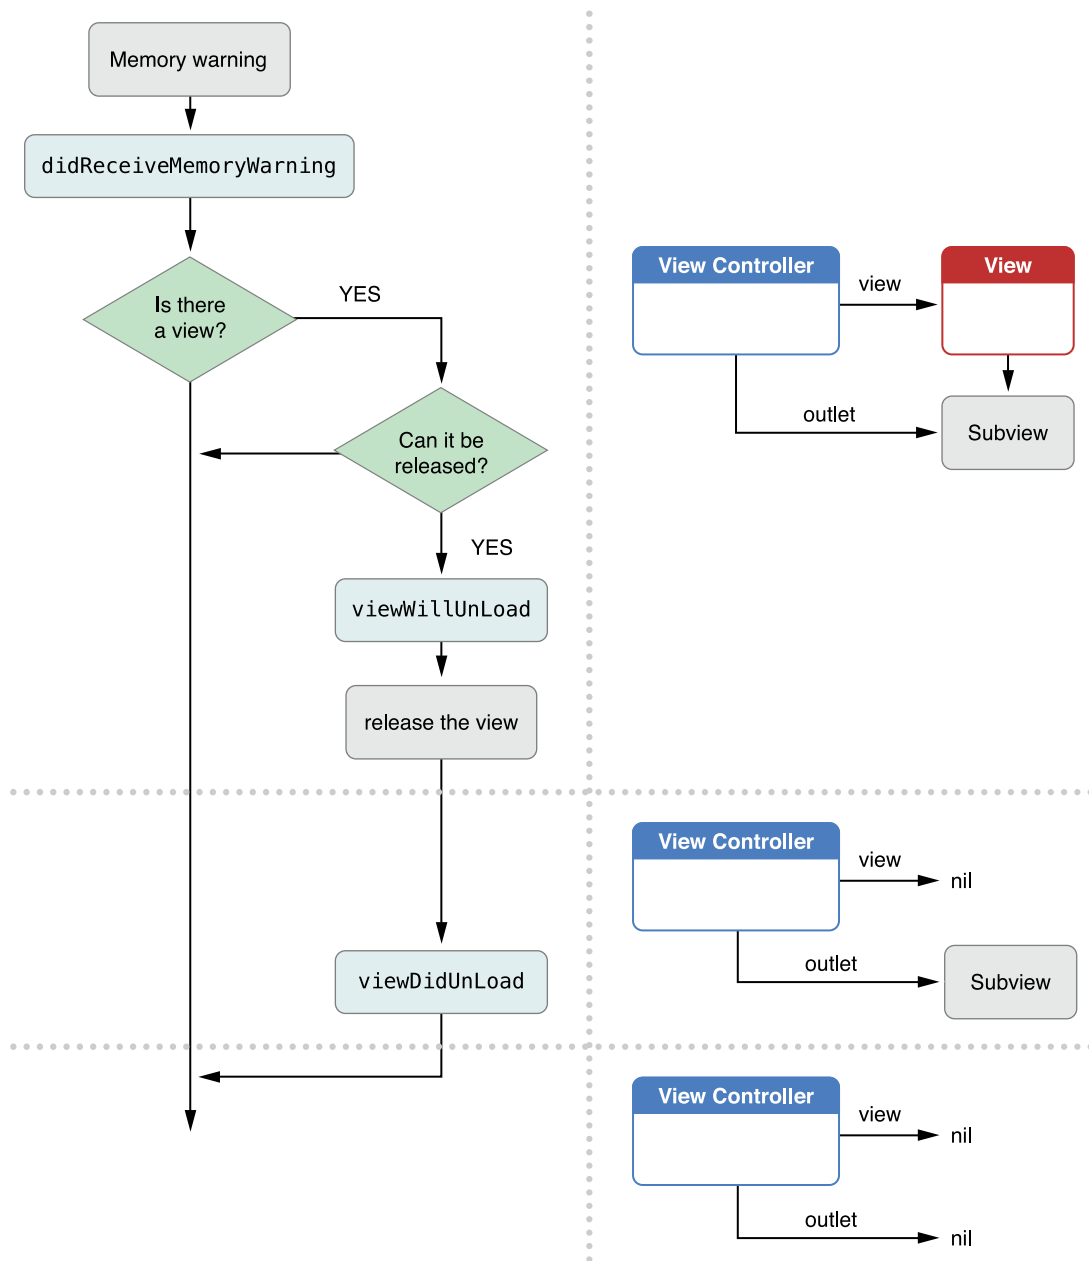 Memory warning
didReceiveMemoryWarning
Is there
a view?
YES
Can it be
released?
YES
viewWillUnLoad
release the view
viewDidUnLoad
View Controller
view
View
outlet
Subview
View Controller
view
nil
outlet
Subview
View Controller
view
nil
outlet
nil